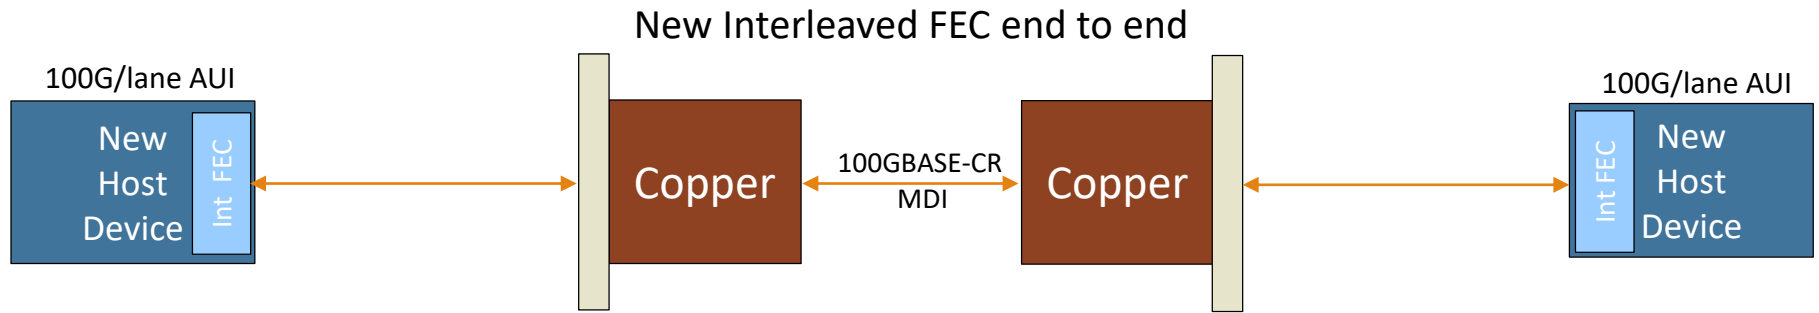 New Interleaved FEC end to end
100G/lane AUI
New
Host
Device
Int FEC
Copper
100GBASE-CR
MDI
Copper
100G/lane AUI
Int FEC
New
Host
Device